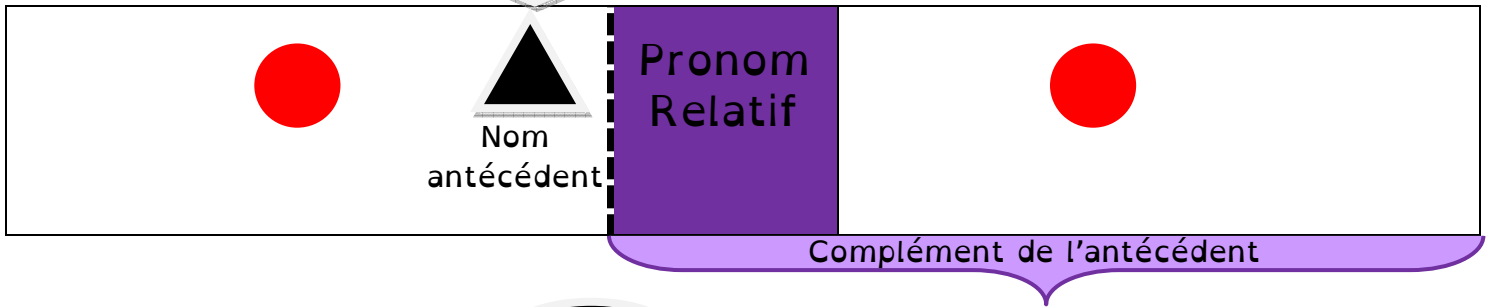 Pronom
Relatif
Nom
antécédent
Complément de l’antécédent